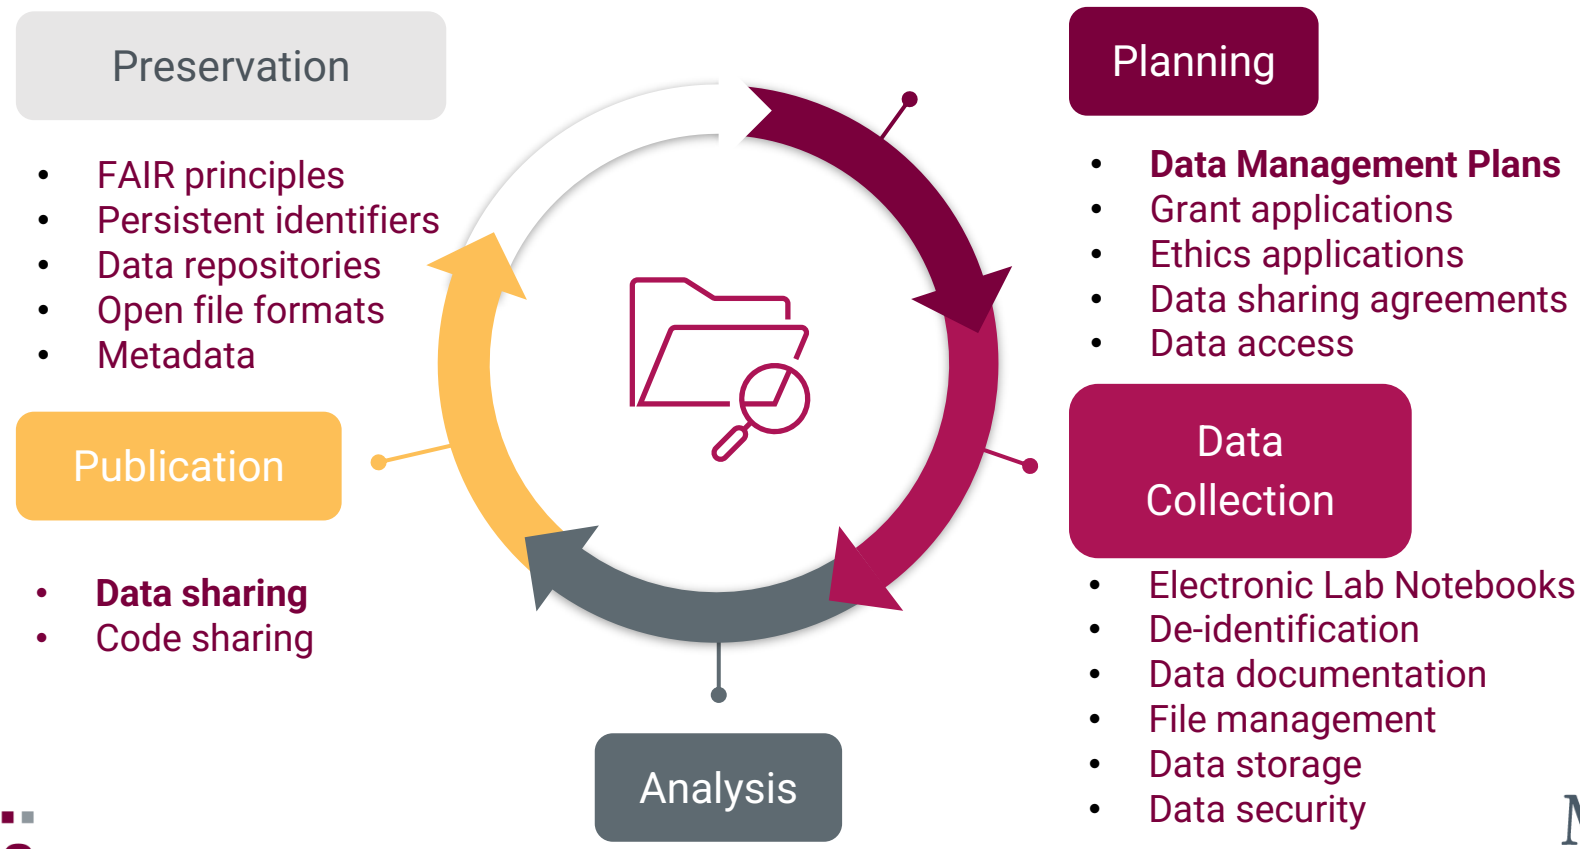 Preservation
• FAIR principles
• Persistent identifiers
• Data repositories
• Open file formats
• Metadata
Publication
• Data sharing
• Code sharing
Planning
• Data Management Plans
• Grant applications
• Ethics applications
• Data sharing agreements
• Data access
Data
Collection
• Electronic Lab Notebooks
• De-identification
• Data documentation
• File management
• Data storage
• Data security
Analysis